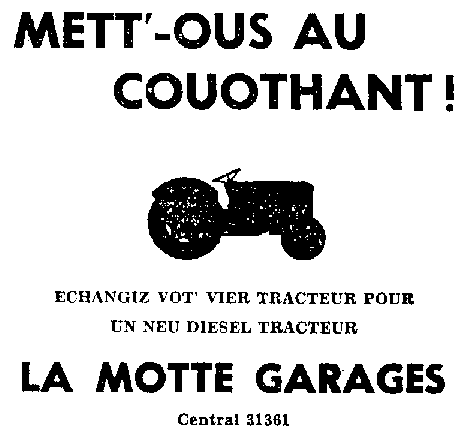 METT'-OUS AU
COUOTHANT!
ECHANGIZ VOT' VIER TRACTEUR POUR
UN NEU DIESEL TRACTEUR
LA MOTTE GARAGES
Central 31361